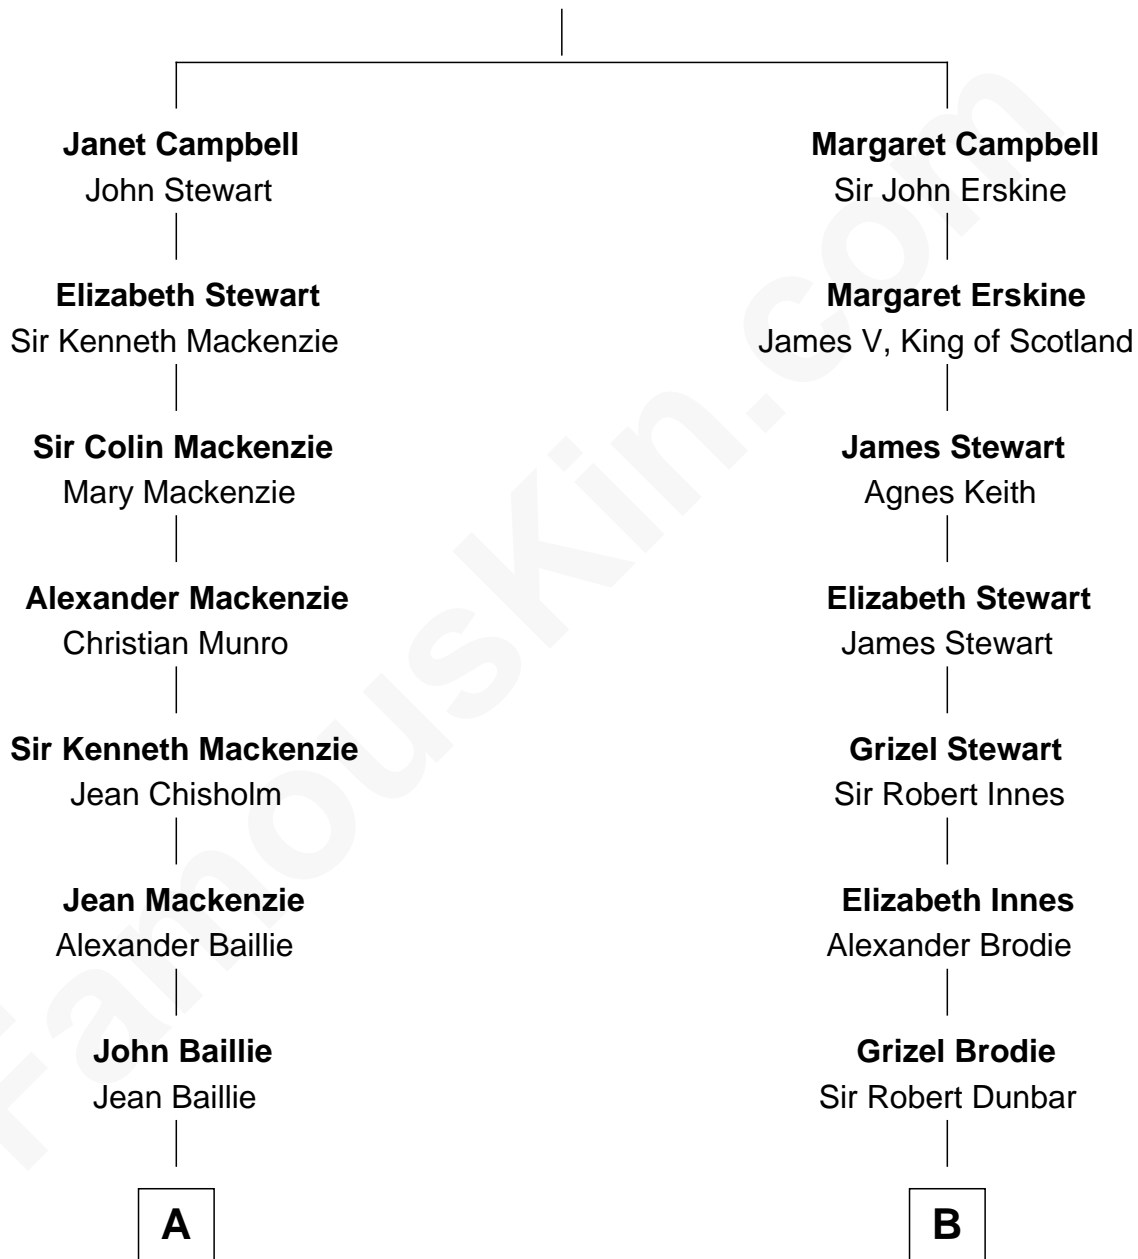 Janet Campbell
John Stewart
Elizabeth Stewart
Sir Kenneth Mackenzie
Sir Colin Mackenzie
Mary Mackenzie
Alexander Mackenzie
Christian Munro
Sir Kenneth Mackenzie
Jean Chisholm
Jean Mackenzie
Alexander Baillie
John Baillie
Jean Baillie
A
Margaret Campbell
Sir John Erskine
Margaret Erskine
James V, King of Scotland
James Stewart
Agnes Keith
Elizabeth Stewart
James Stewart
Grizel Stewart
Sir Robert Innes
Elizabeth Innes
Alexander Brodie
Grizel Brodie
Sir Robert Dunbar
B
FamousKin.com